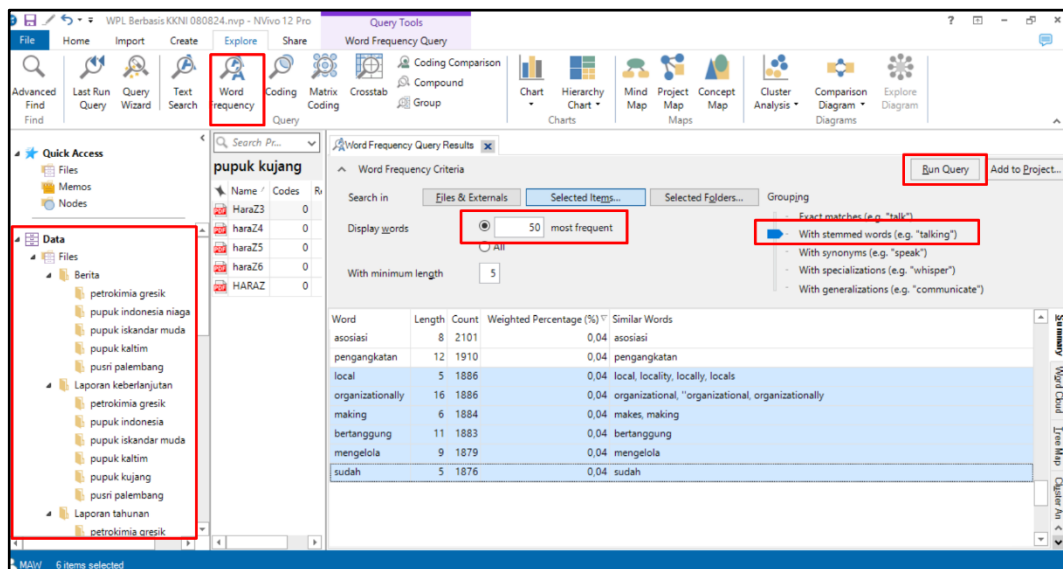 WPL Berbasis KKNI 080824.nvp - NVivo 12 Pro
Query Tools
File Home Import Create Explore Share Word Frequency Query
Advanced Find
Last Run Query
Query Wizard
Text Search
Word Frequency
Coding
Matrix Coding
Crosstab
Coding Comparison
Compound
Group
Chart
Hierarchy Chart
Mind Map
Project Map
Concept Map
Cluster Analysis
Comparison Diagram
Explore Diagram
Find Query Charts Maps Diagrams
Quick Access
Files
Memos
Nodes
Data
Files
Berita
petrokimia gresik
pupuk indonesia niaga
pupuk iskandar muda
pupuk kaltim
pusri palembang
Laporan keberlanjutan
petrokimia gresik
pupuk indonesia
pupuk iskandar muda
pupuk kaltim
pupuk kujang
pusri palembang
Laporan tahunan
petrokimia gresik
Search Pr...
pupuk kujang
Name Codes
HaraZ3 0
haraZ4 0
haraZ5 0
haraZ6 0
HARAZ 0
Word Frequency Query Results
Word Frequency Criteria
Run Query Add to Project...
Search in Files & Externals Selected Items... Selected Folders...
Display words 50 most frequent
All
With minimum length 5
Grouping
Exact matches (e.g. "talk")
With stemmed words (e.g. "talking")
With synonyms (e.g. "speak")
With specializations (e.g. "whisper")
With generalizations (e.g. "communicate")
Word Length Count Weighted Percentage (%) Similar Words
asosiasi 8 2101 0,04 asosiasi
pengangkatan 12 1910 0,04 pengangkatan
local 5 1886 0,04 local, locality, locally, locals
organizationally 16 1886 0,04 organizational, "organizational, organizationally
making 6 1884 0,04 makes, making
bertanggung 11 1883 0,04 bertanggung
mengelola 9 1879 0,04 mengelola
sudah 5 1876 0,04 sudah
Summary
Word Cloud
Tree Map
Cluster An
MAW 6 items selected